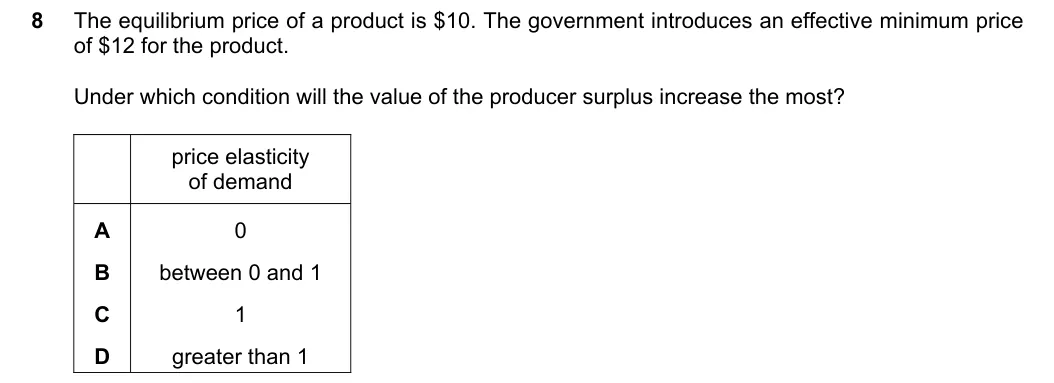 8 The equilibrium price of a product is $10. The government introduces an effective minimum price
of $12 for the product.
Under which condition will the value of the producer surplus increase the most?
price elasticity
of demand
A 0
B between 0 and 1
C 1
D greater than 1